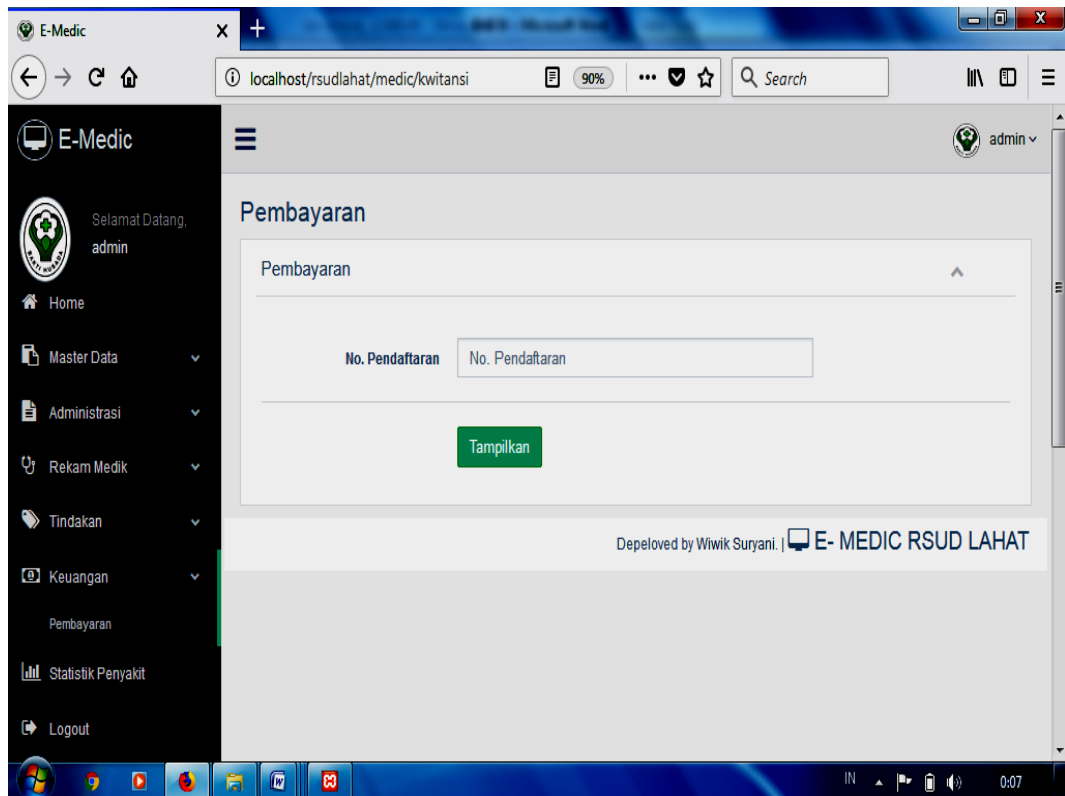 E-Medic
localhost/rsudlahat/medic/kwitansi
90%
Search
E-Medic
admin
Selamat Datang,
admin
Home
Master Data
Administrasi
Rekam Medik
Tindakan
Keuangan
Pembayaran
Statistik Penyakit
Logout
Pembayaran
Pembayaran
No. Pendaftaran
No. Pendaftaran
Tampilkan
Depeloved by Wiwik Suryani. | E- MEDIC RSUD LAHAT
IN
0:07